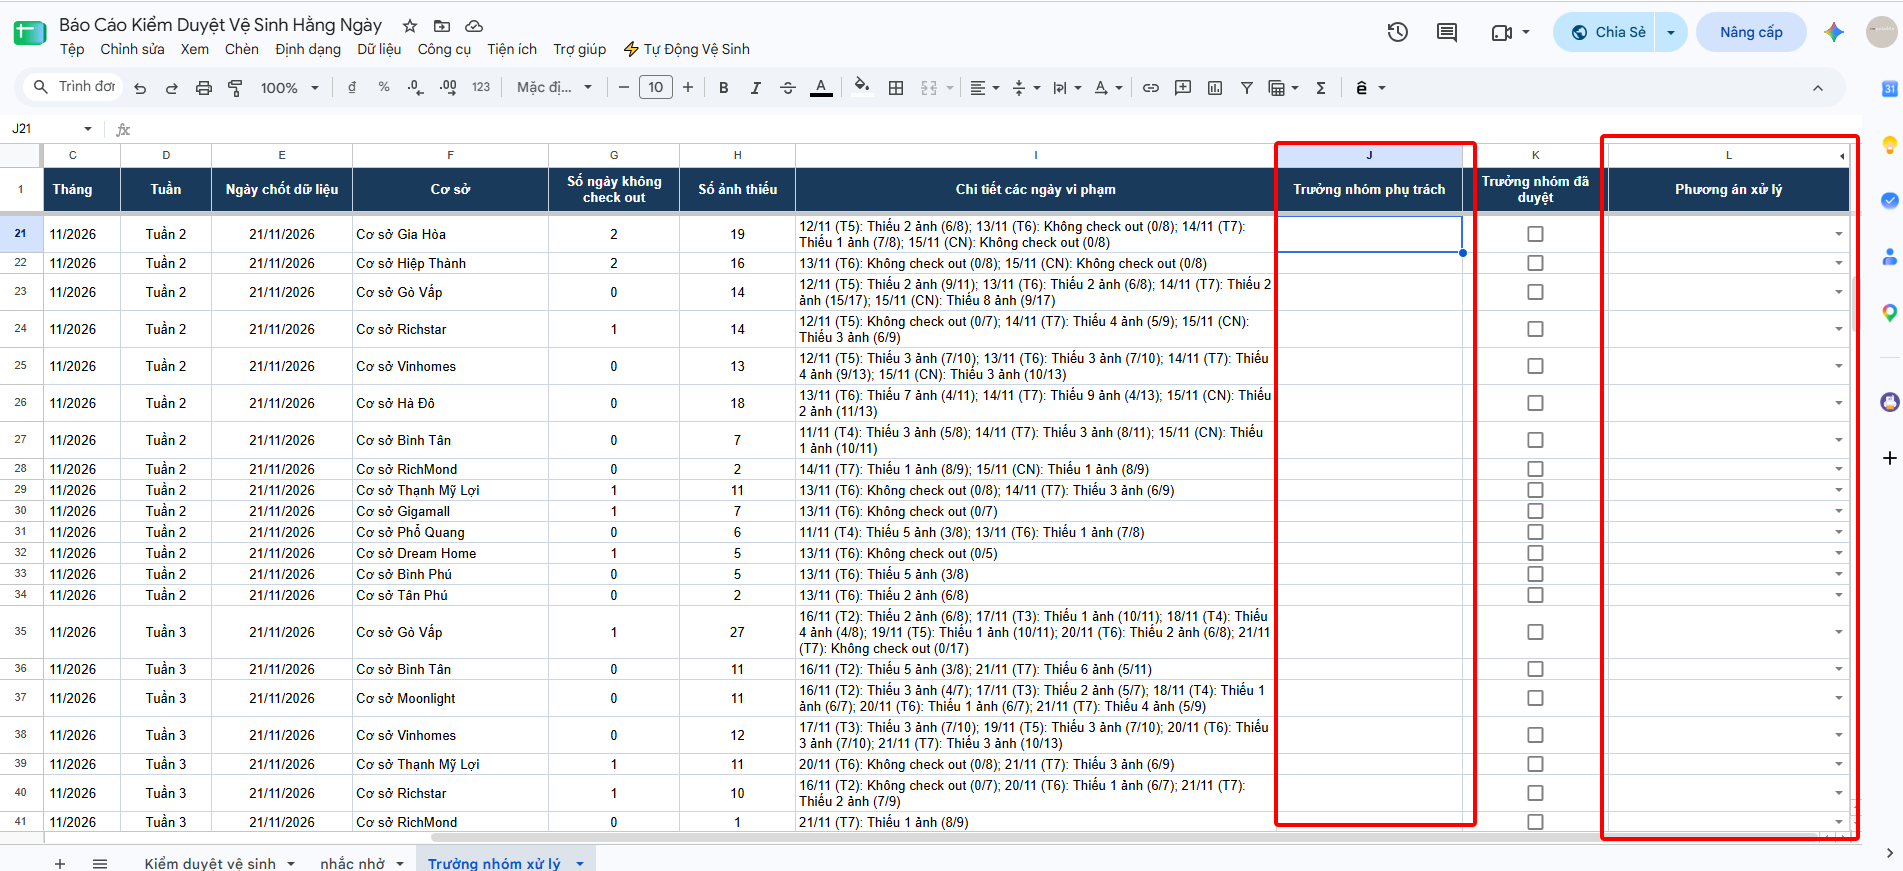 Báo Cáo Kiểm Duyệt Vệ Sinh Hằng Ngày
Tệp Chỉnh sửa Xem Chèn Định dạng Dữ liệu Công cụ Tiện ích Trợ giúp ⚡ Tự Động Vệ Sinh
Chia Sẻ
Nâng cấp
Trình đơn 100% đ % .0 .00 123 Mặc đị... 10 B I A Σ ê
31
J21 fx
C D E F G H I J K L
1 Tháng Tuần Ngày chốt dữ liệu Cơ sở Số ngày không check out Số ảnh thiếu Chi tiết các ngày vi phạm Trưởng nhóm phụ trách Trưởng nhóm đã duyệt Phương án xử lý
21 11/2026 Tuần 2 21/11/2026 Cơ sở Gia Hòa 2 19 12/11 (T5): Thiếu 2 ảnh (6/8); 13/11 (T6): Không check out (0/8); 14/11 (T7):
Thiếu 1 ảnh (7/8); 15/11 (CN): Không check out (0/8)
22 11/2026 Tuần 2 21/11/2026 Cơ sở Hiệp Thành 2 16 13/11 (T6): Không check out (0/8); 15/11 (CN): Không check out (0/8)
23 11/2026 Tuần 2 21/11/2026 Cơ sở Gò Vấp 0 14 12/11 (T5): Thiếu 2 ảnh (9/11); 13/11 (T6): Thiếu 2 ảnh (6/8); 14/11 (T7): Thiếu 2
ảnh (15/17); 15/11 (CN): Thiếu 8 ảnh (9/17)
24 11/2026 Tuần 2 21/11/2026 Cơ sở Richstar 1 14 12/11 (T5): Không check out (0/7); 14/11 (T7): Thiếu 4 ảnh (5/9); 15/11 (CN):
Thiếu 3 ảnh (6/9)
25 11/2026 Tuần 2 21/11/2026 Cơ sở Vinhomes 0 13 12/11 (T5): Thiếu 3 ảnh (7/10); 13/11 (T6): Thiếu 3 ảnh (7/10); 14/11 (T7): Thiếu
4 ảnh (9/13); 15/11 (CN): Thiếu 3 ảnh (10/13)
26 11/2026 Tuần 2 21/11/2026 Cơ sở Hà Đô 0 18 13/11 (T6): Thiếu 7 ảnh (4/11); 14/11 (T7): Thiếu 9 ảnh (4/13); 15/11 (CN): Thiếu
2 ảnh (11/13)
27 11/2026 Tuần 2 21/11/2026 Cơ sở Bình Tân 0 7 11/11 (T4): Thiếu 3 ảnh (5/8); 14/11 (T7): Thiếu 3 ảnh (8/11); 15/11 (CN): Thiếu
1 ảnh (10/11)
28 11/2026 Tuần 2 21/11/2026 Cơ sở RichMond 0 2 14/11 (T7): Thiếu 1 ảnh (8/9); 15/11 (CN): Thiếu 1 ảnh (8/9)
29 11/2026 Tuần 2 21/11/2026 Cơ sở Thạnh Mỹ Lợi 1 11 13/11 (T6): Không check out (0/8); 14/11 (T7): Thiếu 3 ảnh (6/9)
30 11/2026 Tuần 2 21/11/2026 Cơ sở Gigamall 1 7 13/11 (T6): Không check out (0/7)
31 11/2026 Tuần 2 21/11/2026 Cơ sở Phổ Quang 0 6 11/11 (T4): Thiếu 5 ảnh (3/8); 13/11 (T6): Thiếu 1 ảnh (7/8)
32 11/2026 Tuần 2 21/11/2026 Cơ sở Dream Home 1 5 13/11 (T6): Không check out (0/5)
33 11/2026 Tuần 2 21/11/2026 Cơ sở Bình Phú 0 5 13/11 (T6): Thiếu 5 ảnh (3/8)
34 11/2026 Tuần 2 21/11/2026 Cơ sở Tân Phú 0 2 13/11 (T6): Thiếu 2 ảnh (6/8)
35 11/2026 Tuần 3 21/11/2026 Cơ sở Gò Vấp 1 27 16/11 (T2): Thiếu 2 ảnh (6/8); 17/11 (T3): Thiếu 1 ảnh (10/11); 18/11 (T4): Thiếu
4 ảnh (4/8); 19/11 (T5): Thiếu 1 ảnh (10/11); 20/11 (T6): Thiếu 2 ảnh (6/8); 21/11
(T7): Không check out (0/17)
36 11/2026 Tuần 3 21/11/2026 Cơ sở Bình Tân 0 11 16/11 (T2): Thiếu 5 ảnh (3/8); 21/11 (T7): Thiếu 6 ảnh (5/11)
37 11/2026 Tuần 3 21/11/2026 Cơ sở Moonlight 0 11 16/11 (T2): Thiếu 3 ảnh (4/7); 17/11 (T3): Thiếu 2 ảnh (5/7); 18/11 (T4): Thiếu 1
ảnh (6/7); 20/11 (T6): Thiếu 1 ảnh (6/7); 21/11 (T7): Thiếu 4 ảnh (5/9)
38 11/2026 Tuần 3 21/11/2026 Cơ sở Vinhomes 0 12 17/11 (T3): Thiếu 3 ảnh (7/10); 19/11 (T5): Thiếu 3 ảnh (7/10); 20/11 (T6): Thiếu
3 ảnh (7/10); 21/11 (T7): Thiếu 3 ảnh (10/13)
39 11/2026 Tuần 3 21/11/2026 Cơ sở Thạnh Mỹ Lợi 1 11 20/11 (T6): Không check out (0/8); 21/11 (T7): Thiếu 3 ảnh (6/9)
40 11/2026 Tuần 3 21/11/2026 Cơ sở Richstar 1 10 16/11 (T2): Không check out (0/7); 20/11 (T6): Thiếu 1 ảnh (6/7); 21/11 (T7):
Thiếu 2 ảnh (7/9)
41 11/2026 Tuần 3 21/11/2026 Cơ sở RichMond 0 1 21/11 (T7): Thiếu 1 ảnh (8/9)
Kiểm duyệt vệ sinh nhắc nhở Trưởng nhóm xử lý